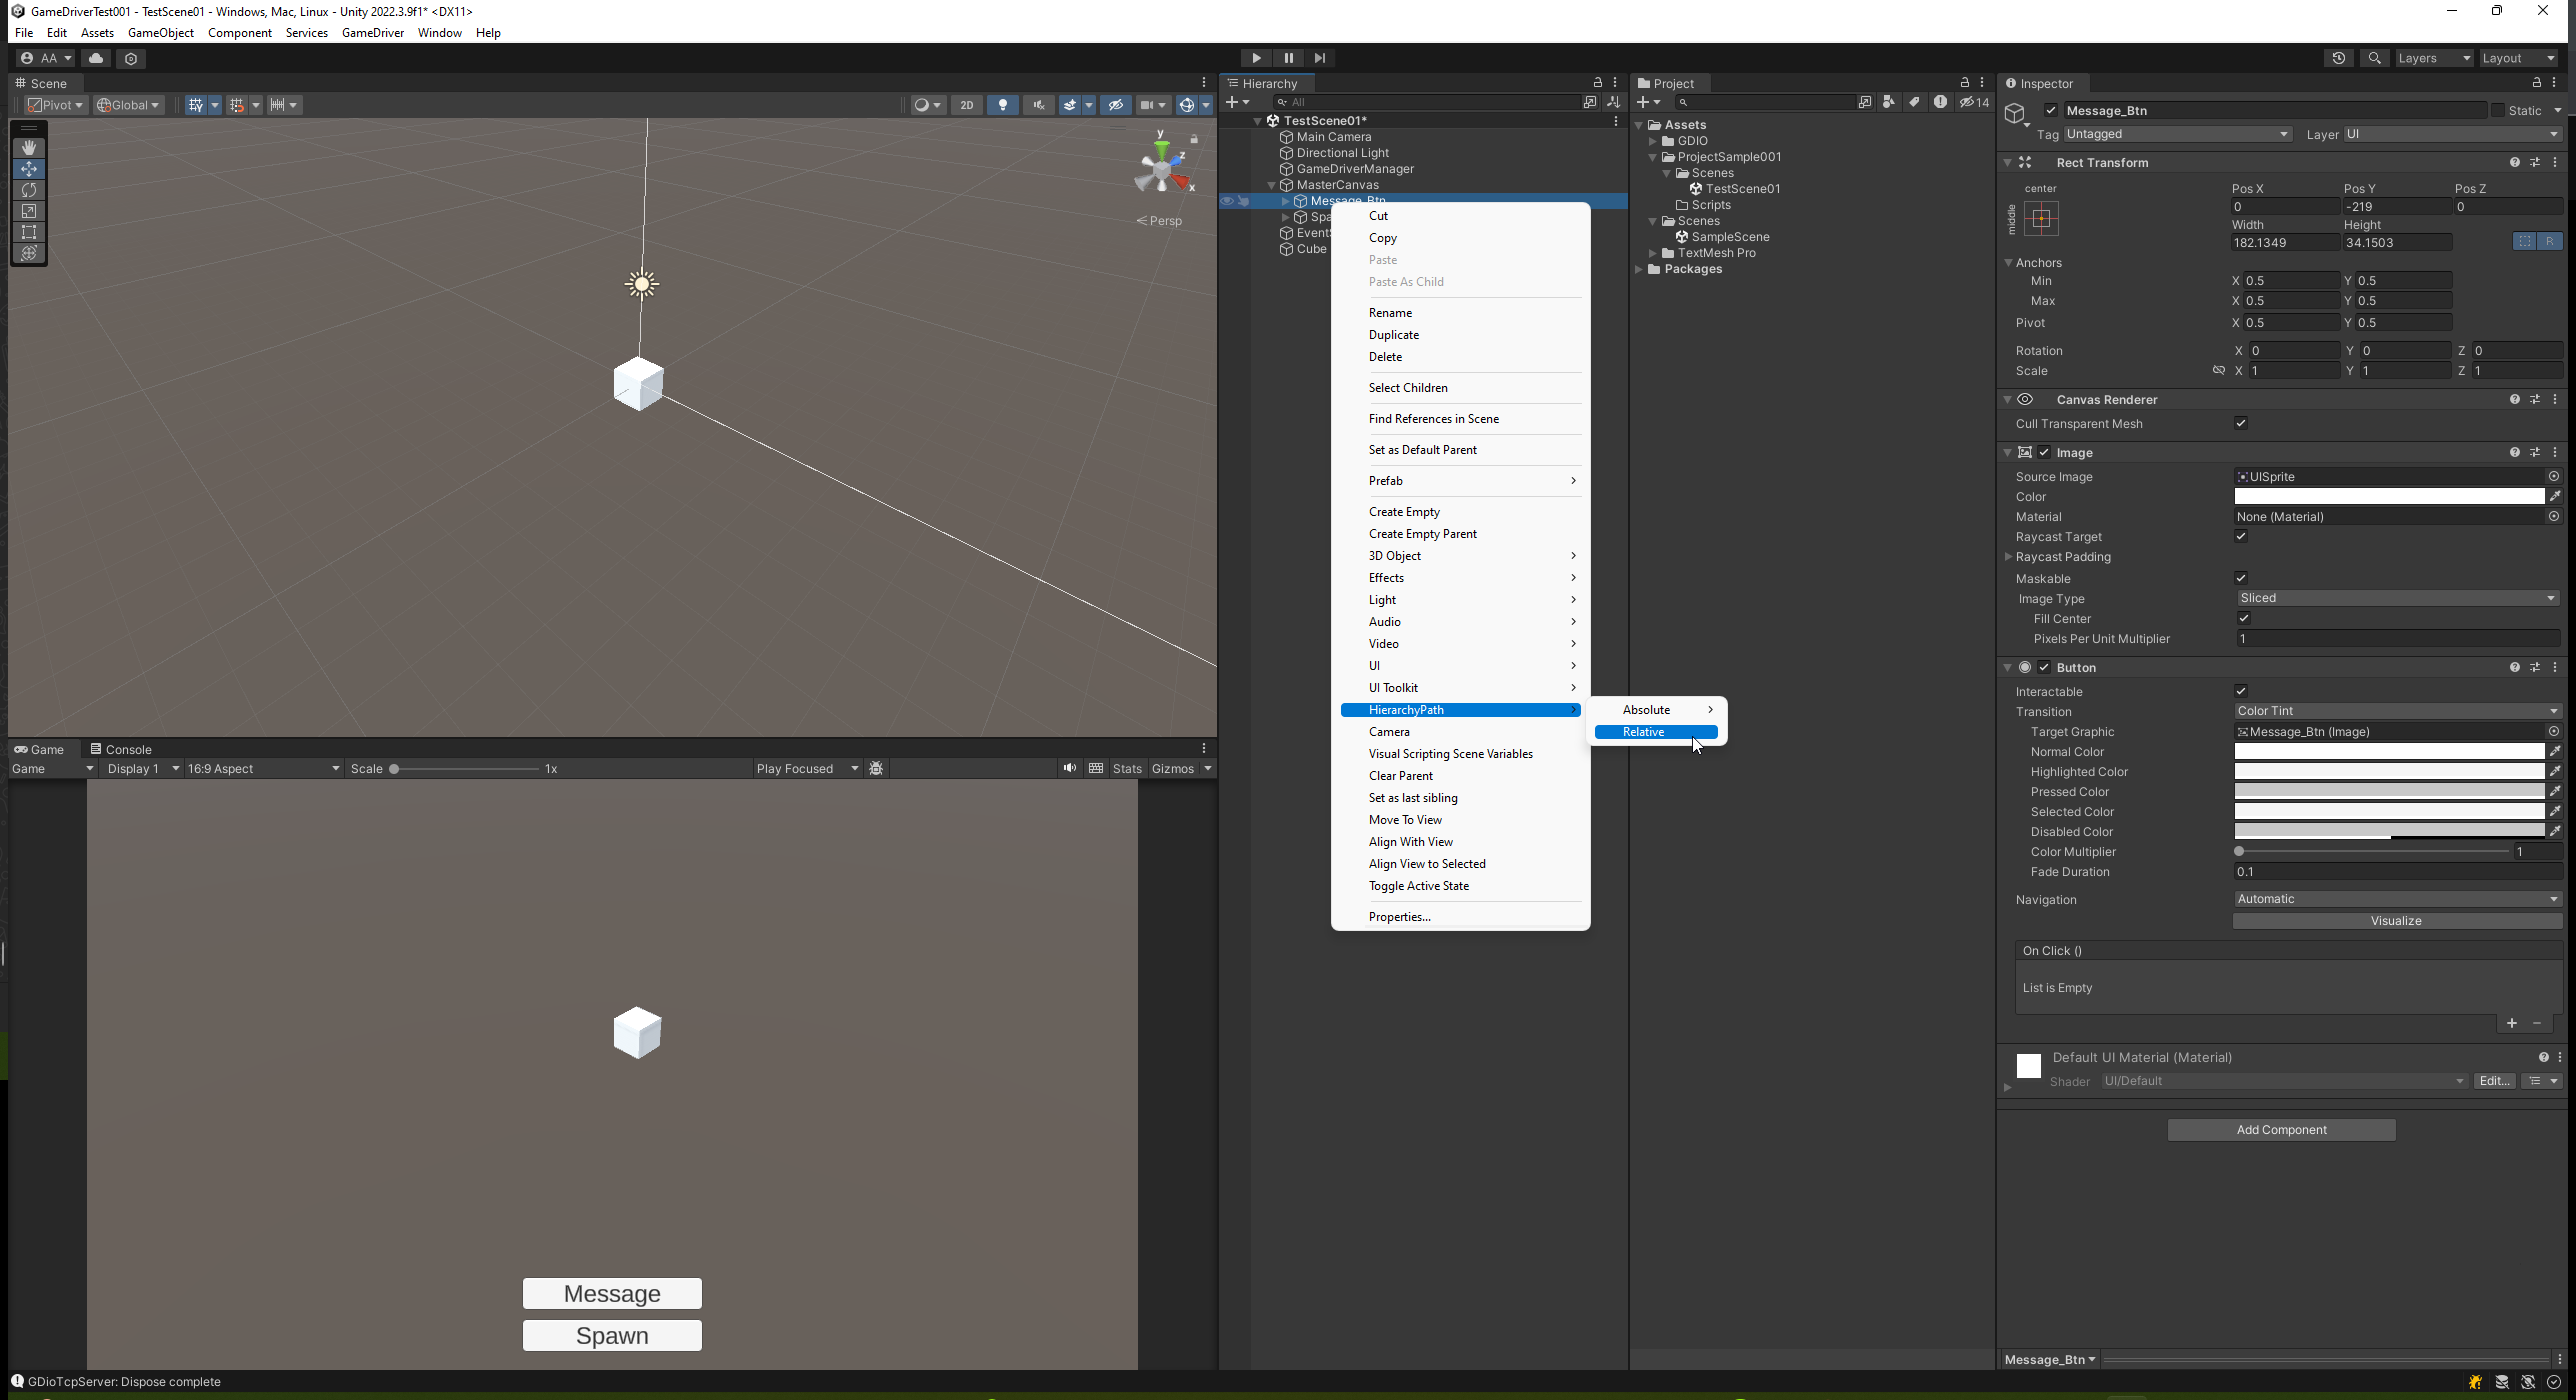 GameDriverTest001 - TestScene01 - Windows, Mac, Linux - Unity 2022.3.9f1* <DX11>
File Edit Assets GameObject Component Services GameDriver Window Help
AA
Layers
Layout
Scene
Pivot Global 2D
y
z
x
Persp
Hierarchy
All
TestScene01*
Main Camera
Directional Light
GameDriverManager
MasterCanvas
Message_Btn
Cube
Cut
Copy
Paste
Paste As Child
Rename
Duplicate
Delete
Select Children
Find References in Scene
Set as Default Parent
Prefab
Create Empty
Create Empty Parent
3D Object
Effects
Light
Audio
Video
UI
UI Toolkit
HierarchyPath
Camera
Visual Scripting Scene Variables
Clear Parent
Set as last sibling
Move To View
Align With View
Align View to Selected
Toggle Active State
Properties...
Absolute
Relative
Project
14
Assets
GDIO
ProjectSample001
Scenes
TestScene01
Scripts
Scenes
SampleScene
TextMesh Pro
Packages
Inspector
Message_Btn
Static
Tag Untagged Layer UI
Rect Transform
center
middle
Pos X Pos Y Pos Z
0 -219 0
Width Height
182.1349 34.1503
R
Anchors
Min X 0.5 Y 0.5
Max X 0.5 Y 0.5
Pivot X 0.5 Y 0.5
Rotation X 0 Y 0 Z 0
Scale X 1 Y 1 Z 1
Canvas Renderer
Cull Transparent Mesh
Image
Source Image UISprite
Color
Material None (Material)
Raycast Target
Raycast Padding
Maskable
Image Type Sliced
Fill Center
Pixels Per Unit Multiplier 1
Button
Interactable
Transition Color Tint
Target Graphic Message_Btn (Image)
Normal Color
Highlighted Color
Pressed Color
Selected Color
Disabled Color
Color Multiplier 1
Fade Duration 0.1
Navigation Automatic
Visualize
On Click ()
List is Empty
Default UI Material (Material)
Shader UI/Default Edit...
Add Component
Message_Btn
Game Console
Game Display 1 16:9 Aspect Scale 1x Play Focused Stats Gizmos
Message
Spawn
GDioTcpServer: Dispose complete